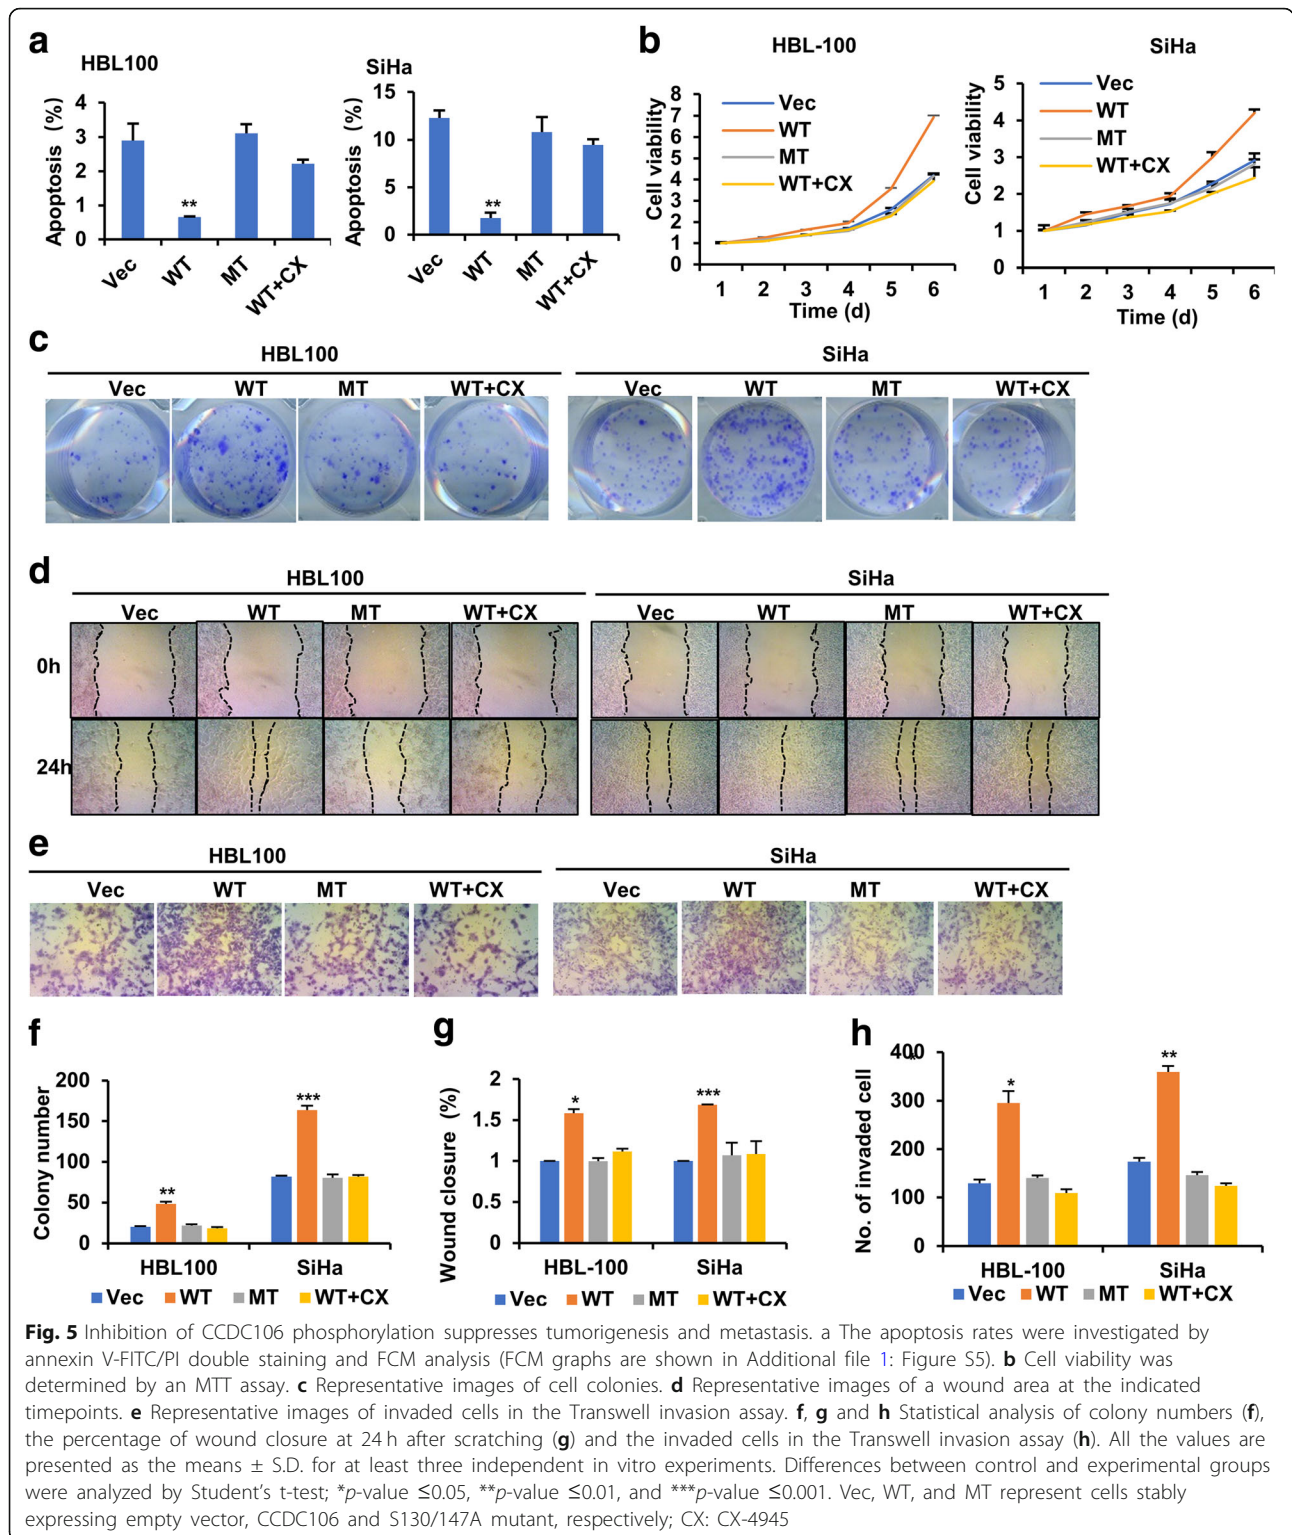 a
HBL100
Apoptosis (%)
4
3
2
1
0
**
Vec
WT
MT
WT+CX
SiHa
Apoptosis (%)
15
10
5
0
**
Vec
WT
MT
WT+CX
b
HBL-100
Cell viability
8
7
6
5
4
3
2
1
0
Vec
WT
MT
WT+CX
1 2 3 4 5 6
Time (d)
SiHa
Cell viability
5
4
3
2
1
0
Vec
WT
MT
WT+CX
1 2 3 4 5 6
Time (d)
c
HBL100 SiHa
Vec WT MT WT+CX Vec WT MT WT+CX
d
HBL100 SiHa
Vec WT MT WT+CX Vec WT MT WT+CX
0h
24h
e
HBL100 SiHa
Vec WT MT WT+CX Vec WT MT WT+CX
f
Colony number
200
150
100
50
0
**
***
HBL100 SiHa
Vec WT MT WT+CX
g
Wound closure (%)
2
1.5
1
0.5
0
*
***
HBL-100 SiHa
Vec WT MT WT+CX
h
No. of invaded cell
400
*
300
200
100
0
*
**
HBL-100 SiHa
Vec WT MT WT+CX
Fig. 5 Inhibition of CCDC106 phosphorylation suppresses tumorigenesis and metastasis. a The apoptosis rates were investigated by
annexin V-FITC/PI double staining and FCM analysis (FCM graphs are shown in Additional file 1: Figure S5). b Cell viability was
determined by an MTT assay. c Representative images of cell colonies. d Representative images of a wound area at the indicated
timepoints. e Representative images of invaded cells in the Transwell invasion assay. f, g and h Statistical analysis of colony numbers (f),
the percentage of wound closure at 24 h after scratching (g) and the invaded cells in the Transwell invasion assay (h). All the values are
presented as the means ± S.D. for at least three independent in vitro experiments. Differences between control and experimental groups
were analyzed by Student's t-test; *p-value ≤0.05, **p-value ≤0.01, and ***p-value ≤0.001. Vec, WT, and MT represent cells stably
expressing empty vector, CCDC106 and S130/147A mutant, respectively; CX: CX-4945